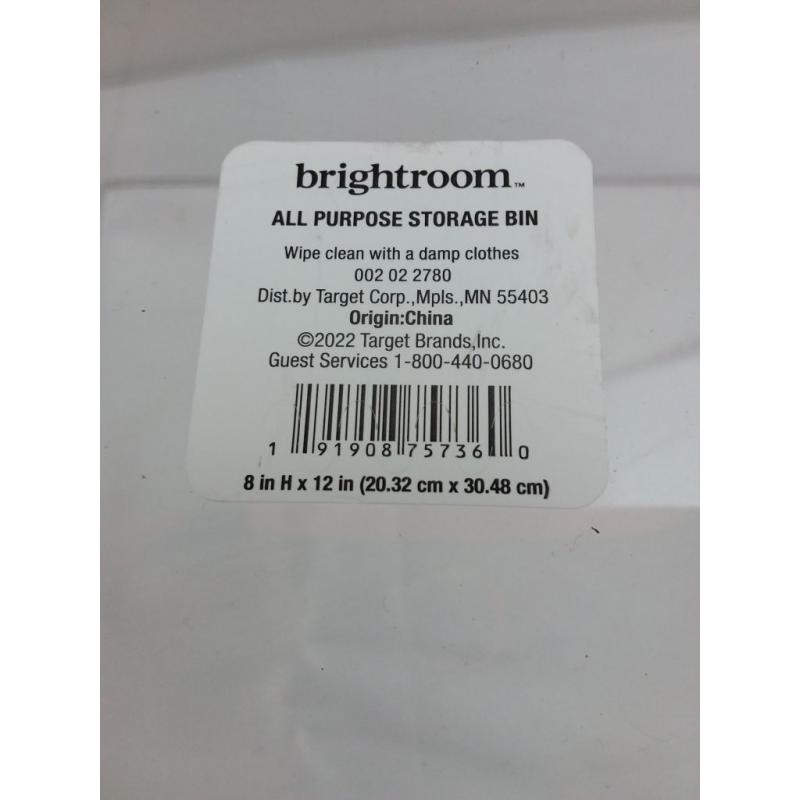 brightroom™
ALL PURPOSE STORAGE BIN
Wipe clean with a damp clothes
002 02 2780
Dist.by Target Corp.,Mpls.,MN 55403
Origin:China
©2022 Target Brands,Inc.
Guest Services 1-800-440-0680
1 91908 75736 0
8 in H x 12 in (20.32 cm x 30.48 cm)